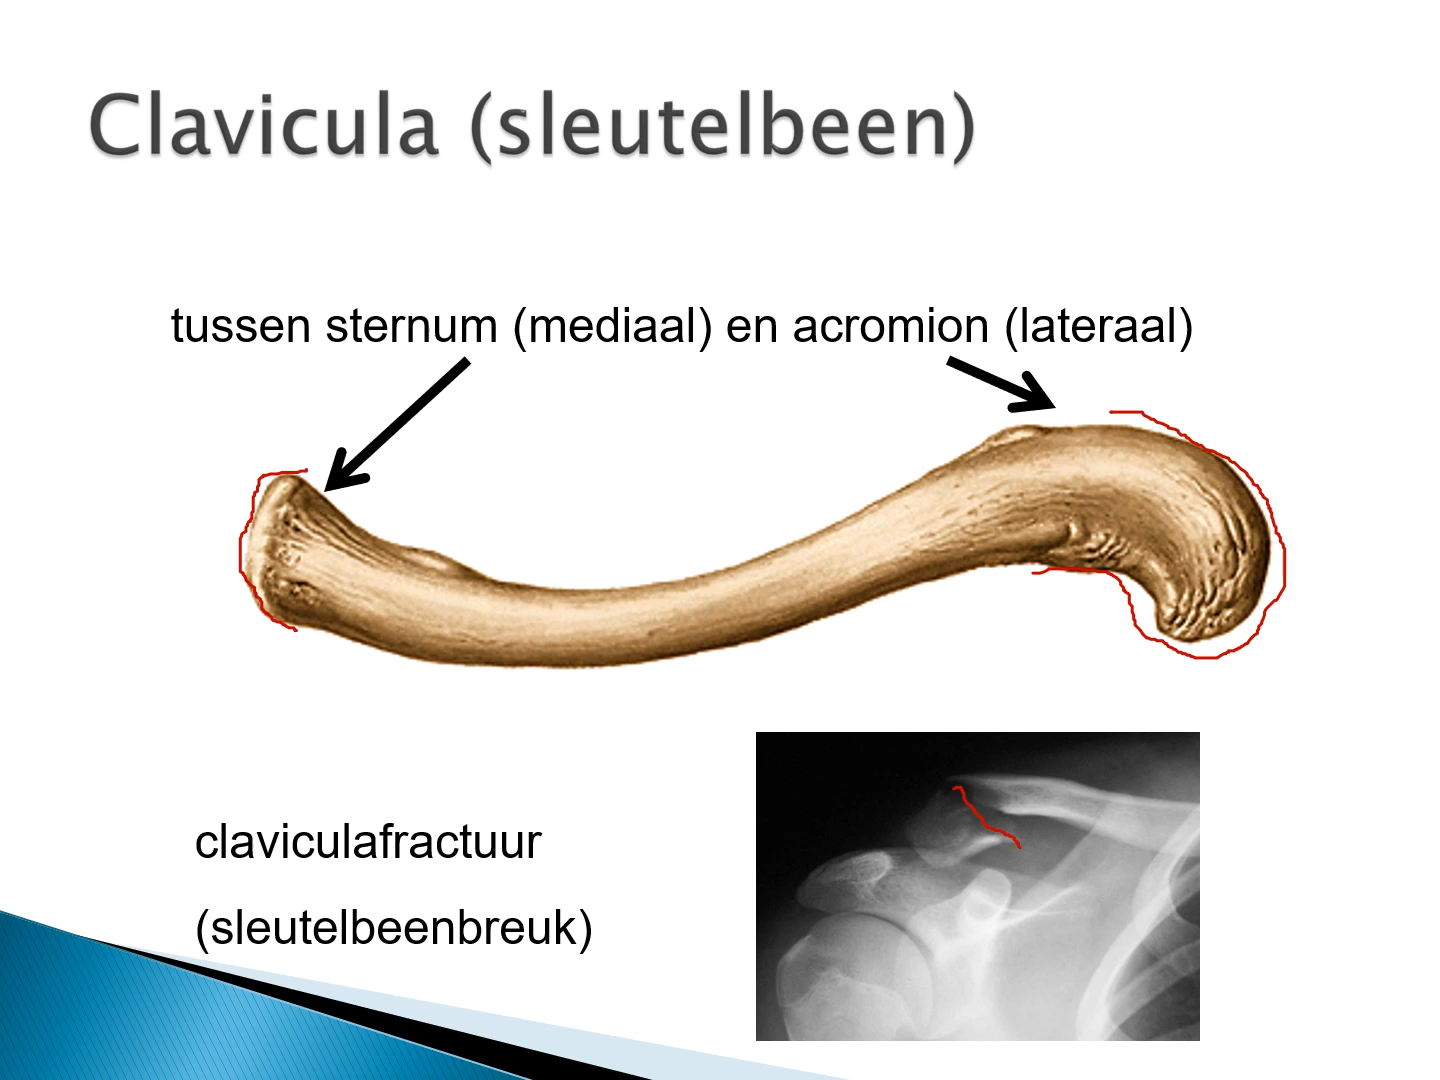 Clavicula (sleutelbeen)
tussen sternum (mediaal) en acromion (lateraal)
claviculafractuur
(sleutelbeenbreuk)